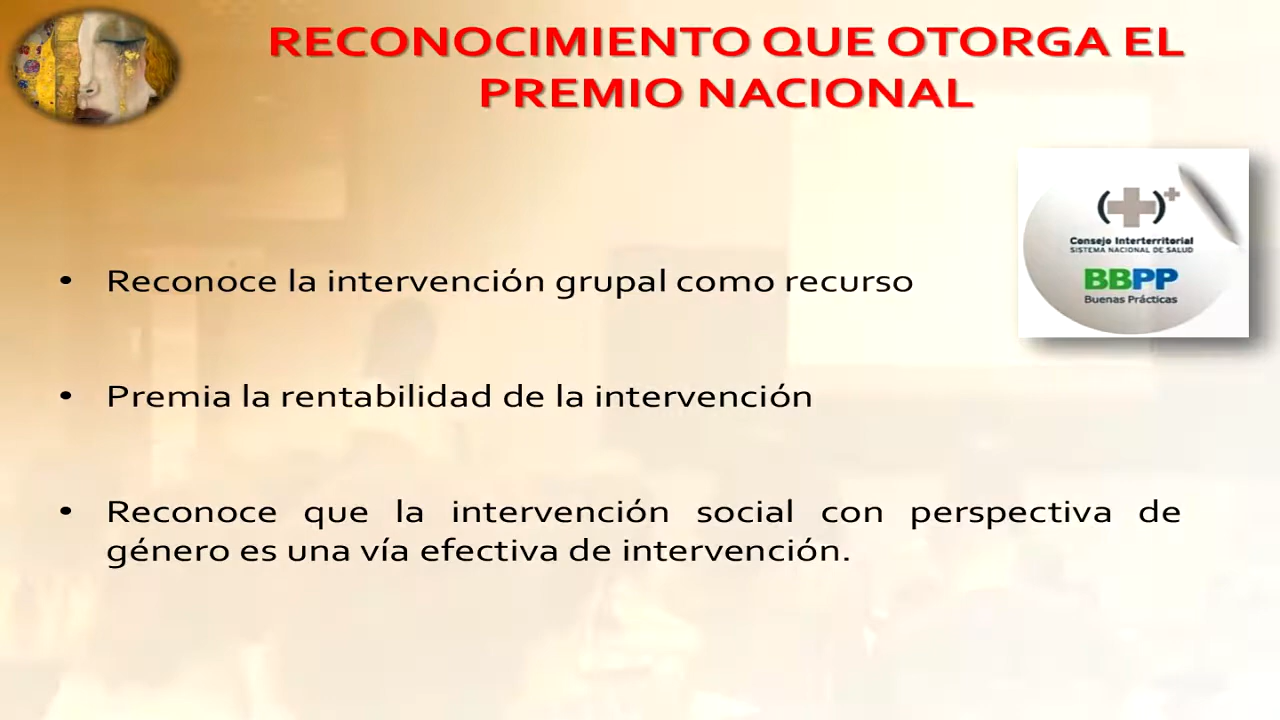 RECONOCIMIENTO QUE OTORGA EL
PREMIO NACIONAL
Consejo Interterritorial
SISTEMA NACIONAL DE SALUD
BBPP
Buenas Prácticas
• Reconoce la intervención grupal como recurso
• Premia la rentabilidad de la intervención
• Reconoce que la intervención social con perspectiva de
género es una vía efectiva de intervención.